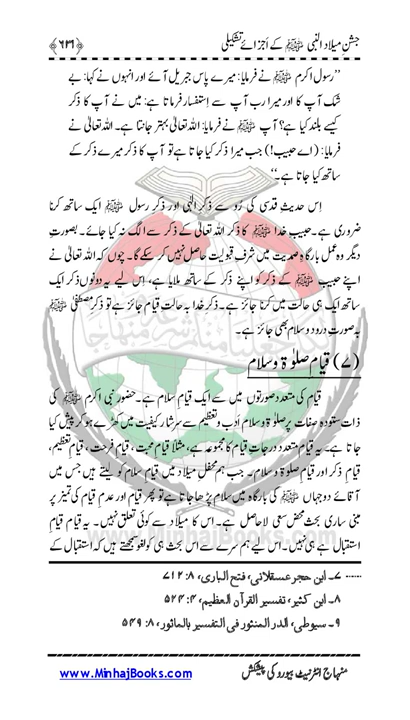 جشنِ میلاد النبی ﷺ کے اَجزائے تشکیلی ﴿۶۳۱﴾
’’رسول اکرم ﷺ نے فرمایا: میرے پاس جبریل آئے اور انہوں نے کہا: بے
شک آپ کا اور میرا رب آپ سے اِستفسار فرماتا ہے: میں نے آپ کا ذکر
کیسے بلند کیا ہے؟ آپ ﷺ نے فرمایا: اللہ تعالیٰ بہتر جانتا ہے۔ اللہ تعالیٰ نے
فرمایا: (اے حبیب!) جب میرا ذکر کیا جاتا ہے تو آپ کا ذکر میرے ذکر کے
ساتھ کیا جاتا ہے۔‘‘
اِس حدیثِ قدسی کی رُو سے ذکرِ الٰہی اور ذکرِ رسول ﷺ ایک ساتھ کرنا
ضروری ہے۔ حبیبِ خدا ﷺ کا ذکر اللہ تعالیٰ کے ذکر سے الگ نہ کیا جائے۔ بصورتِ
دیگر وہ عمل بارگاہِ صمدیت میں شرفِ قبولیت حاصل نہیں کر سکے گا۔ چوں کہ اللہ تعالیٰ نے
اپنے حبیب ﷺ کے ذکر کو اپنے ذکر کے ساتھ ملایا ہے، اِس لیے یہ دونوں ذکر ایک
ساتھ ایک ہی حالت میں کرنا جائز ہے۔ ذکرِ خدا بہ حالتِ قیام جائز ہے تو ذکرِ مصطفیٰ ﷺ
بہ صورتِ درود و سلام بھی جائز ہے۔
(۷) قیامِ صلوٰۃ و سلام
قیام کی متعدد صورتوں میں سے ایک قیامِ سلام ہے۔ حضور نبی اکرم ﷺ کی
ذات ستودہ صفات پر صلوٰۃ و سلام اَدب و تعظیم سے سرشار کیفیت میں کھڑے ہو کر پیش کیا
جاتا ہے۔ یہ قیام متعدد درجاتِ قیام کا مجموعہ ہے، مثلاً قیامِ محبت، قیامِ فرحت، قیامِ تعظیم،
قیامِ ذکر اور قیامِ صلوٰۃ و سلام۔ جب ہم محفلِ میلاد میں قیامِ سلام کو لیتے ہیں جس میں
آقائے دو جہاں ﷺ کی بارگاہ میں سلام پڑھا جاتا ہے تو پھر قیام اور عدمِ قیام کی تمیز پر
مبنی ساری بحث محض سعی لاحاصل ہے۔ اس کا میلاد سے کوئی تعلق نہیں۔ یہ قیام قیامِ
اِستقبال ہے ہی نہیں۔ اس لیے ہم سرے سے اس بحث ہی کو لغو سمجھتے ہیں کہ استقبال کے
۷۔ ابن حجر عسقلانی، فتح الباری، ۸: ۷۱۲
۸۔ ابن کثیر، تفسیر القرآن العظیم، ۴: ۵۲۴
۹۔ سیوطی، الدر المنثور فی التفسیر بالماثور، ۸: ۵۴۹
منہاج انٹرنیٹ بیورو کی پیشکش www.MinhajBooks.com
www.MinhajBooks.com